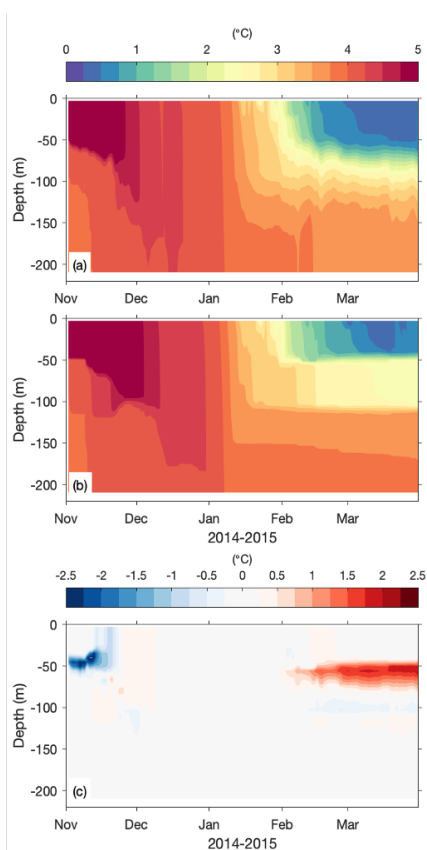 (°C)
0 1 2 3 4 5
0
-50
-100
-150
-200
Depth (m)
(a)
Nov Dec Jan Feb Mar
0
-50
-100
-150
-200
Depth (m)
(b)
Nov Dec Jan Feb Mar
2014-2015
(°C)
-2.5 -2 -1.5 -1 -0.5 0 0.5 1 1.5 2 2.5
0
-50
-100
-150
-200
Depth (m)
(c)
Nov Dec Jan Feb Mar
2014-2015